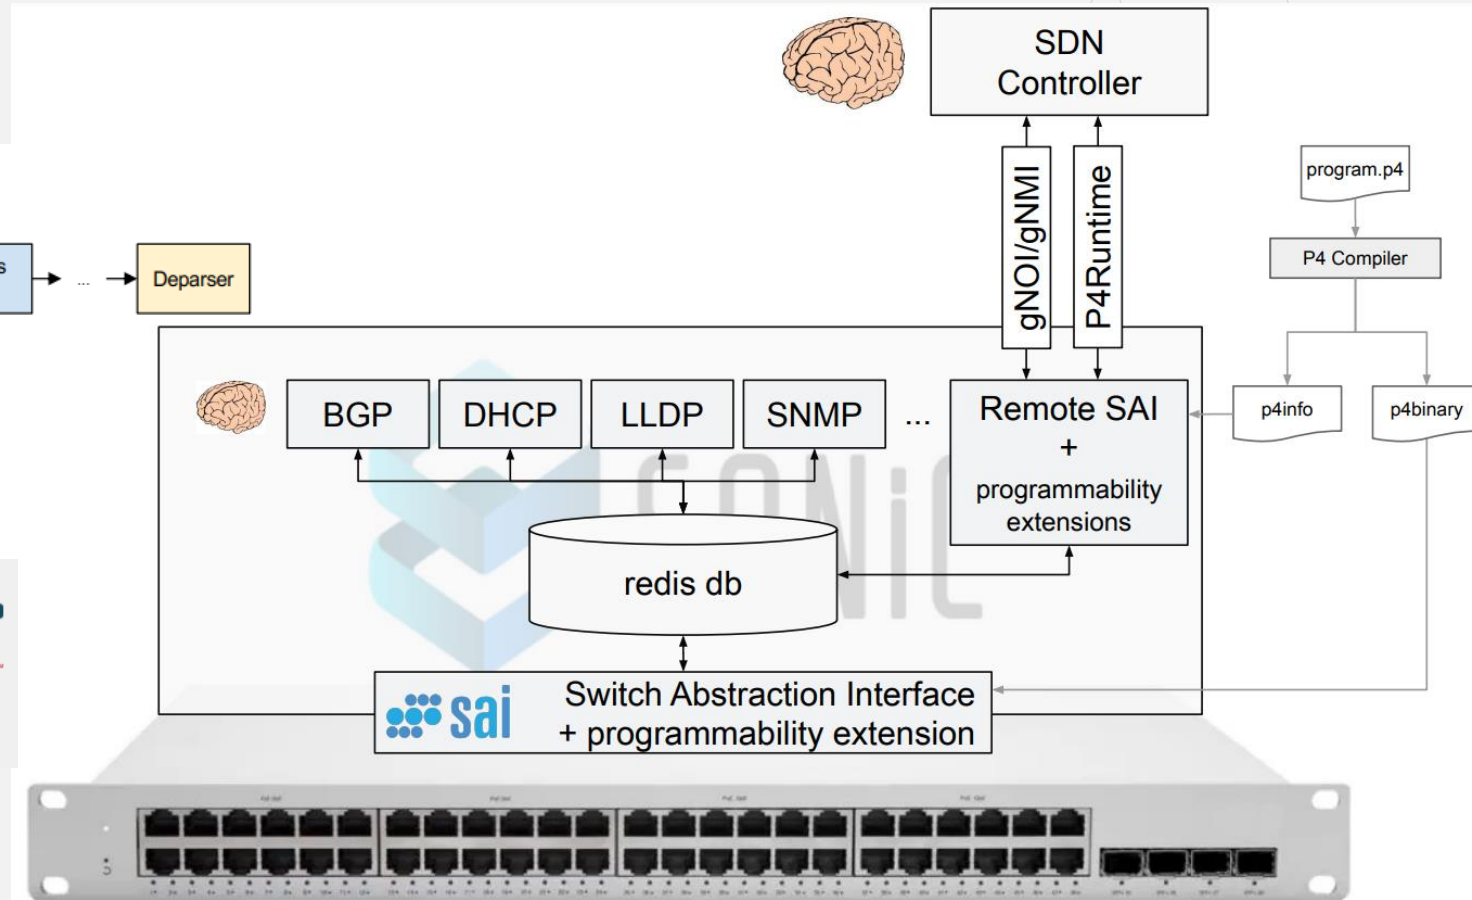 SDN
Controller
gNOI/gNMI
P4Runtime
program.p4
P4 Compiler
p4info
p4binary
s
...
Deparser
BGP
DHCP
LLDP
SNMP
...
Remote SAI
+
programmability
extensions
SONiC
redis db
sai
Switch Abstraction Interface
+ programmability extension